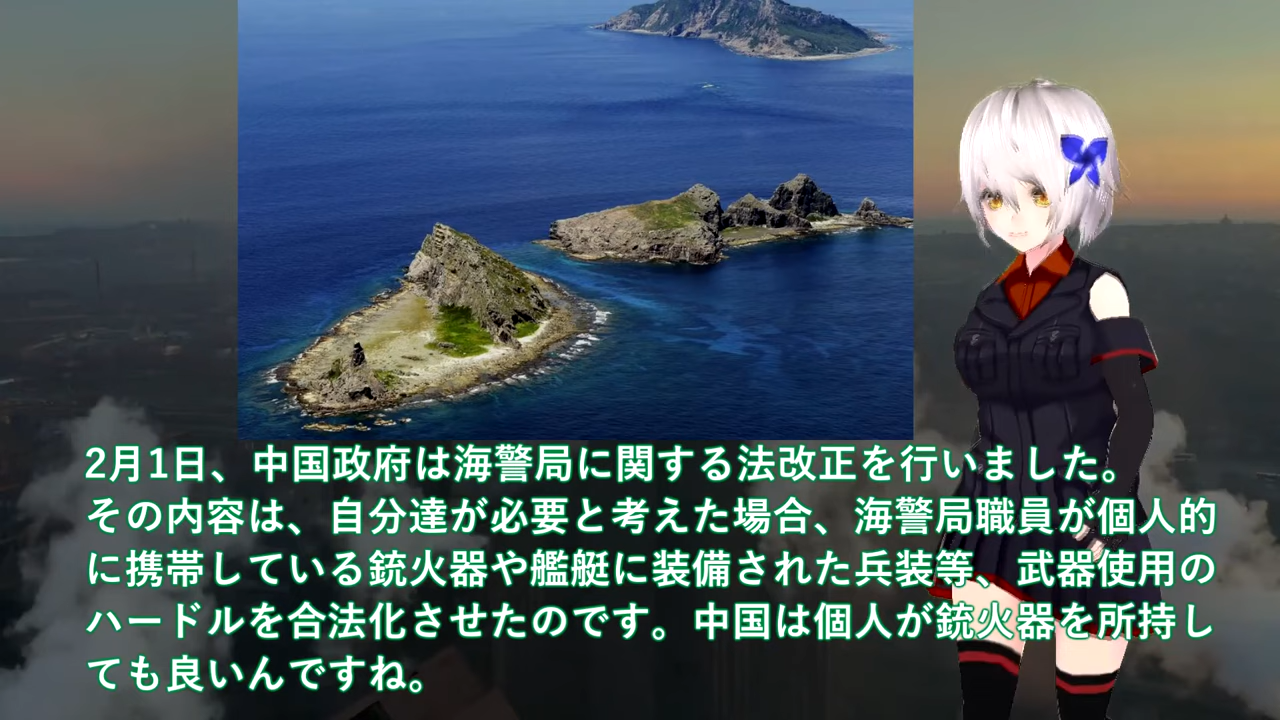 2月1日、中国政府は海警局に関する法改正を行いました。
その内容は、自分達が必要と考えた場合、海警局職員が個人的
に携帯している銃火器や艦艇に装備された兵装等、武器使用の
ハードルを合法化させたのです。中国は個人が銃火器を所持し
ても良いんですね。